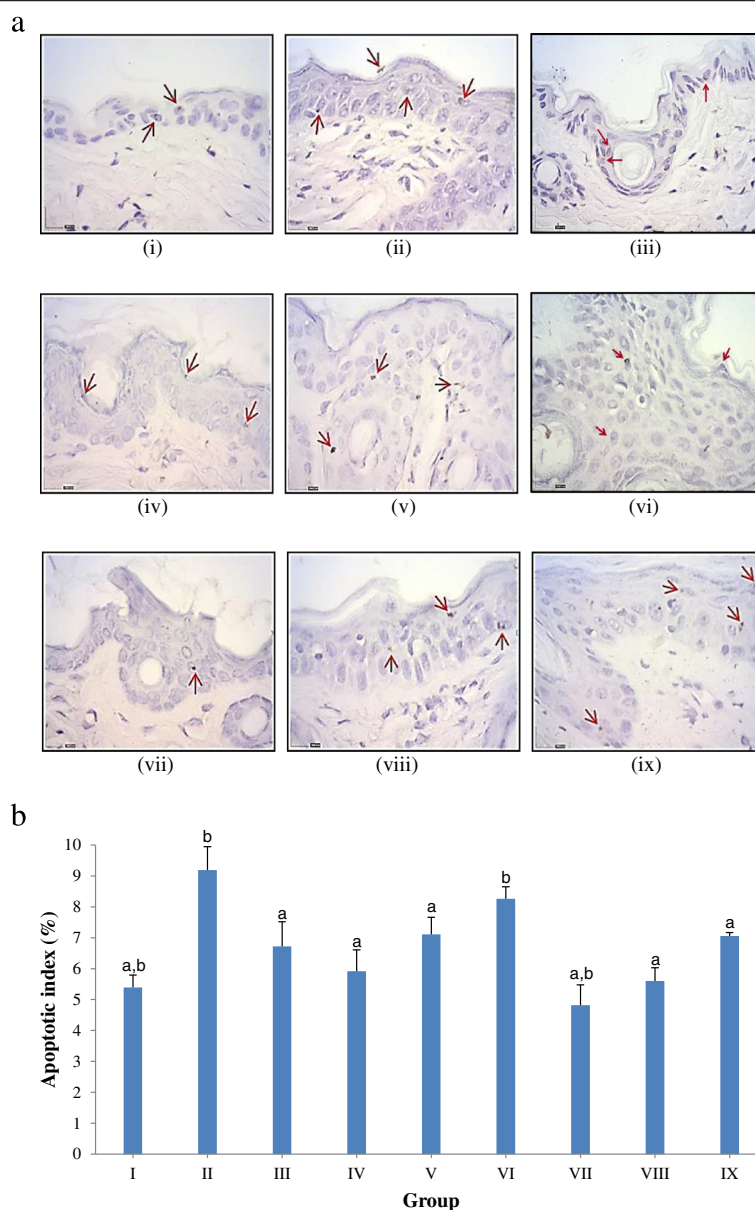 a
(i) (ii) (iii)
(iv) (v) (vi)
(vii) (viii) (ix)
b
10
9
8
7
6
5
4
3
2
1
0
Apoptotic index (%)
a,b b a a a b a,b a a
I II III IV V VI VII VIII IX
Group